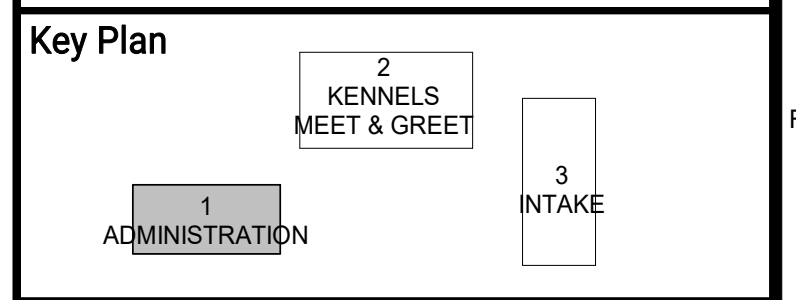 Key Plan
2
KENNELS
MEET & GREET
3
INTAKE
1
ADMINISTRATION